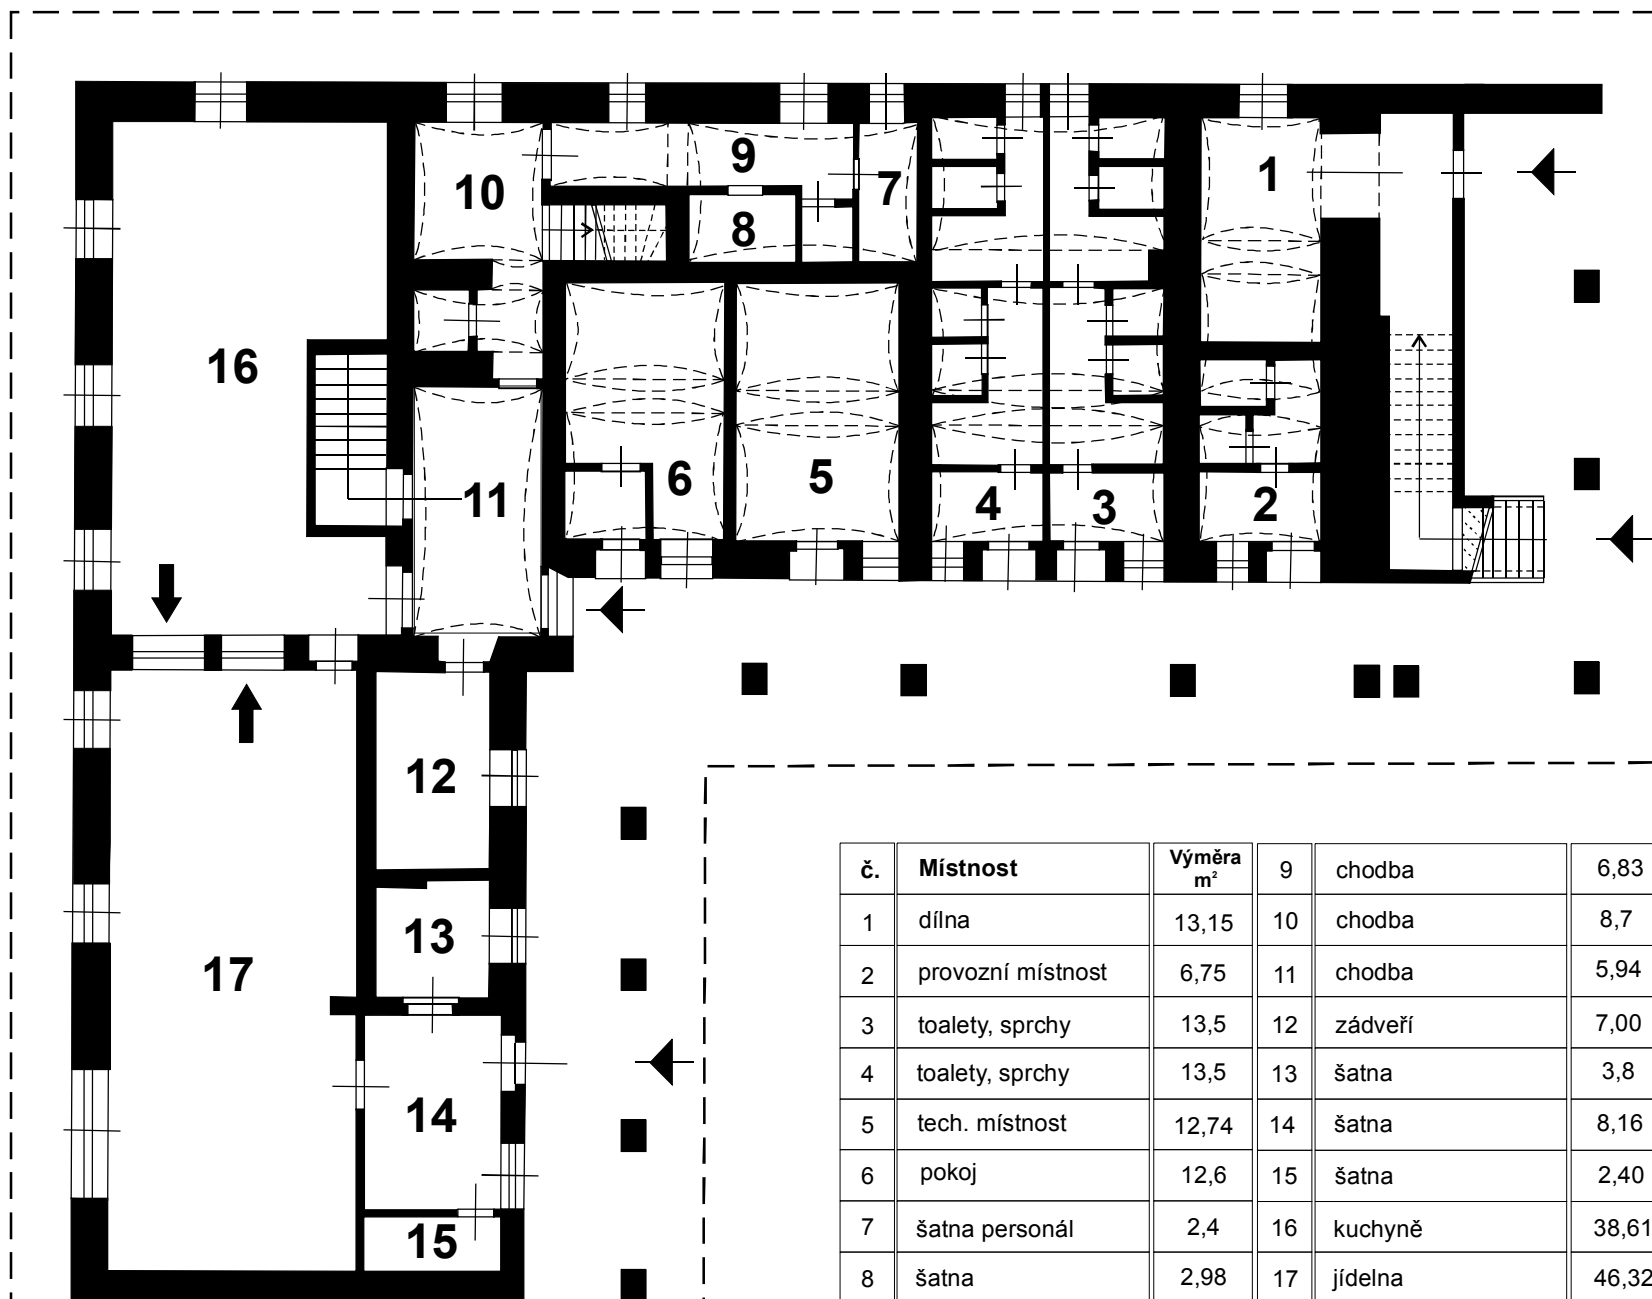 1
9
10
7
8
16
6
5
11
4
3
2
12
13
17
14
15
č. Místnost Výměra m² 9 chodba 6,83
1 dílna 13,15 10 chodba 8,7
2 provozní místnost 6,75 11 chodba 5,94
3 toalety, sprchy 13,5 12 zádveří 7,00
4 toalety, sprchy 13,5 13 šatna 3,8
5 tech. místnost 12,74 14 šatna 8,16
6 pokoj 12,6 15 šatna 2,40
7 šatna personál 2,4 16 kuchyně 38,61
8 šatna 2,98 17 jídelna 46,32